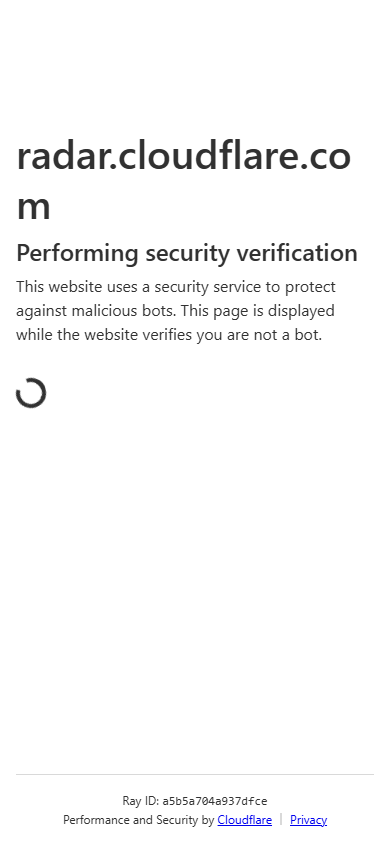 radar.cloudflare.co
m
Performing security verification
This website uses a security service to protect
against malicious bots. This page is displayed
while the website verifies you are not a bot.
Ray ID: a5b5a704a937dfce
Performance and Security by Cloudflare | Privacy